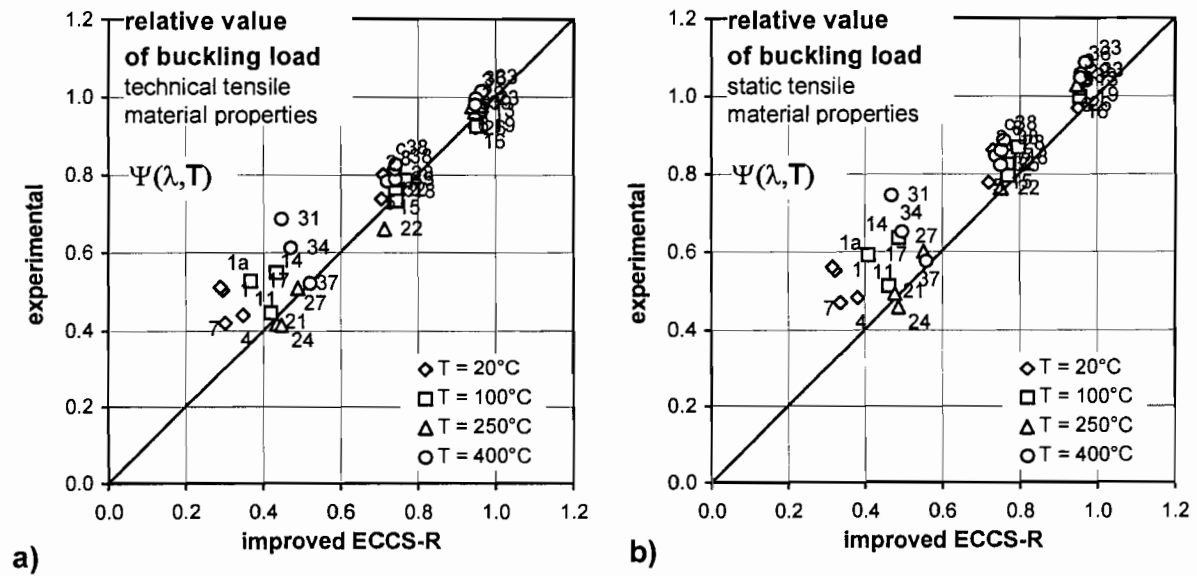 relative value
of buckling load
technical tensile
material properties
Ψ(λ,T)
experimental
1.2
1.0
0.8
0.6
0.4
0.2
0.0
31
34
1a
14
17
1
11
37
27
7
4
21
24
15
22
38
16
33
T = 20°C
T = 100°C
T = 250°C
T = 400°C
0.0 0.2 0.4 0.6 0.8 1.0 1.2
improved ECCS-R
a)
relative value
of buckling load
static tensile
material properties
Ψ(λ,T)
experimental
1.2
1.0
0.8
0.6
0.4
0.2
0.0
31
34
14
27
1a
17
1
11
37
7
21
4
24
15
22
38
16
33
T = 20°C
T = 100°C
T = 250°C
T = 400°C
0.0 0.2 0.4 0.6 0.8 1.0 1.2
improved ECCS-R
b)